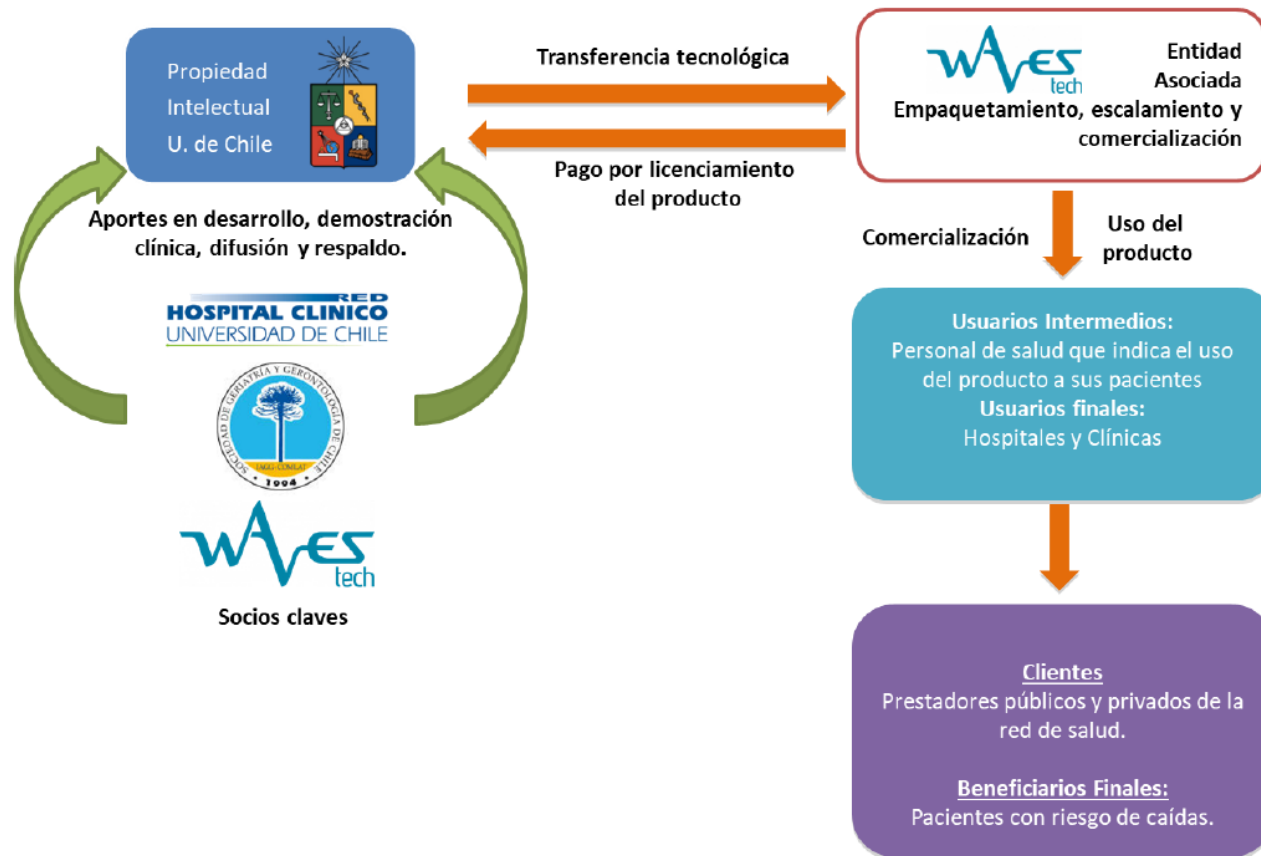 Propiedad
Intelectual
U. de Chile
Transferencia tecnológica
Pago por licenciamiento
del producto
WAVES
tech
Entidad
Asociada
Empaquetamiento, escalamiento y
comercialización
Aportes en desarrollo, demostración
clínica, difusión y respaldo.
RED
HOSPITAL CLINICO
UNIVERSIDAD DE CHILE
SOCIEDAD DE GERIATRÍA Y GERONTOLOGÍA DE CHILE
IAGG-COMLAT
• 1994 •
WAVES
tech
Socios claves
Comercialización
Uso del
producto
Usuarios Intermedios:
Personal de salud que indica el uso
del producto a sus pacientes
Usuarios finales:
Hospitales y Clínicas
Clientes
Prestadores públicos y privados de la
red de salud.
Beneficiarios Finales:
Pacientes con riesgo de caídas.